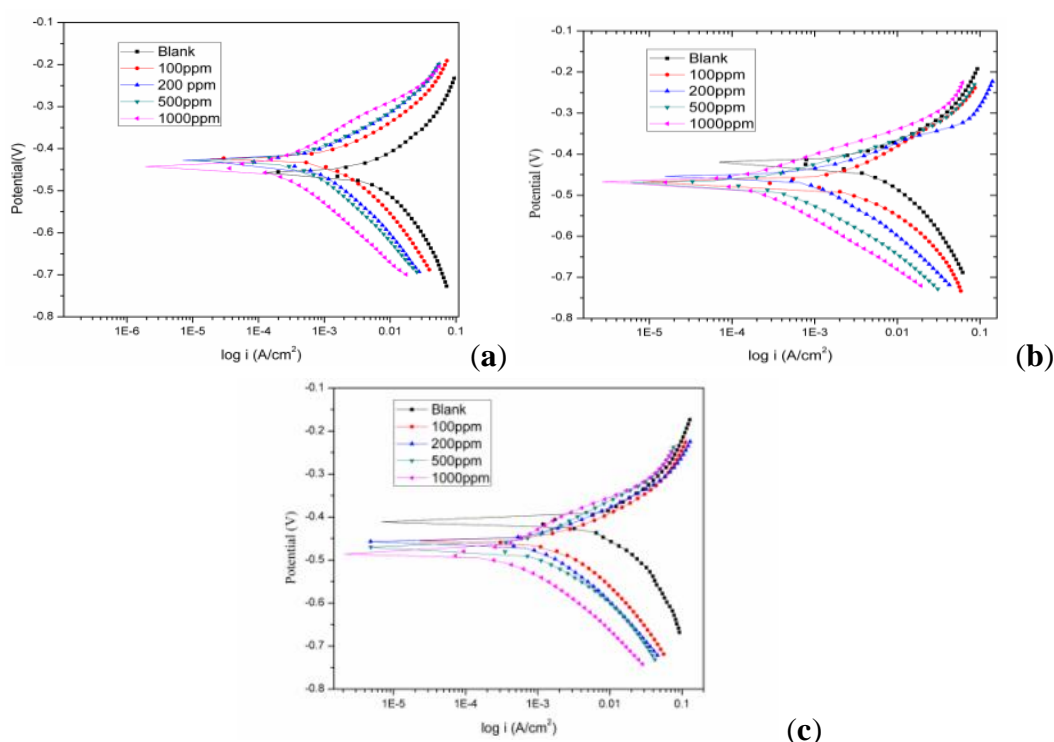 -0.1
-0.2
-0.3
-0.4
-0.5
-0.6
-0.7
-0.8
Potential(V)
Blank
100ppm
200 ppm
500ppm
1000ppm
1E-6
1E-5
1E-4
1E-3
0.01
0.1
log i (A/cm²)
(a)
-0.1
-0.2
-0.3
-0.4
-0.5
-0.6
-0.7
-0.8
Potential (V)
Blank
100ppm
200ppm
500ppm
1000ppm
1E-5
1E-4
1E-3
0.01
0.1
log i (A/cm²)
(b)
-0.1
-0.2
-0.3
-0.4
-0.5
-0.6
-0.7
-0.8
Potential (V)
Blank
100ppm
200ppm
500ppm
1000ppm
1E-5
1E-4
1E-3
0.01
0.1
log i (A/cm²)
(c)